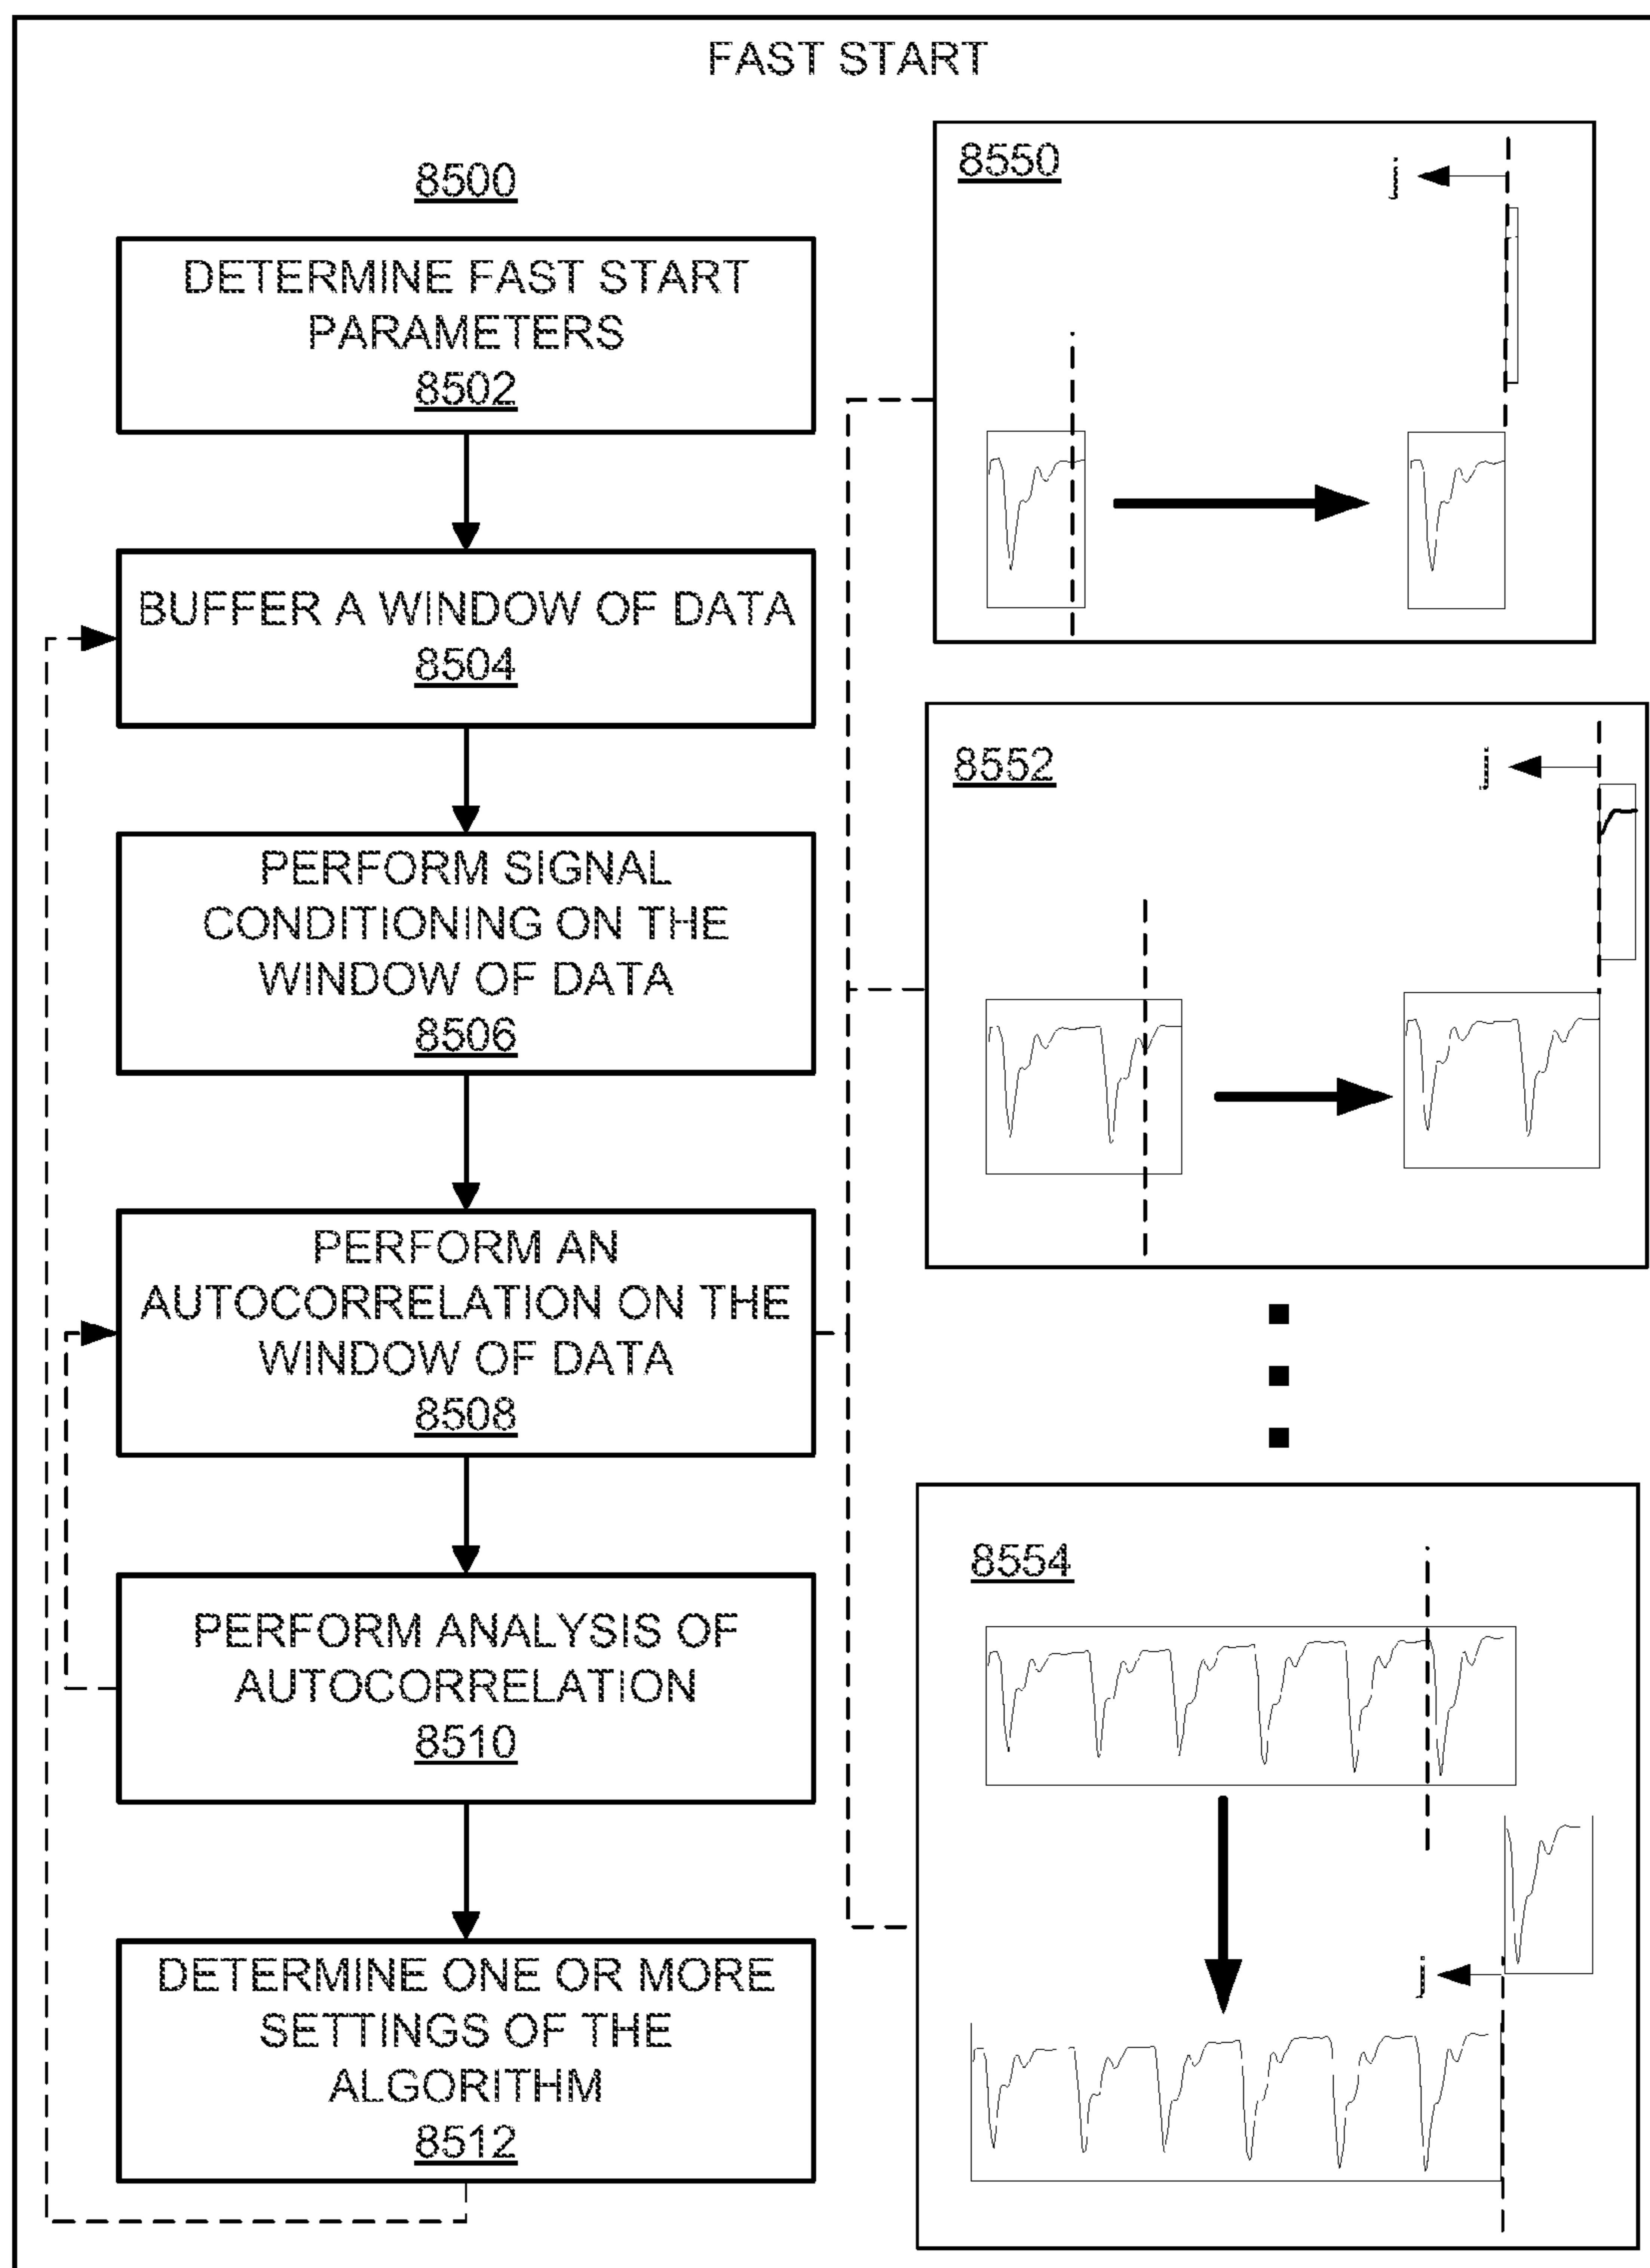 FAST START
8500
DETERMINE FAST START
PARAMETERS
8502
BUFFER A WINDOW OF DATA
8504
PERFORM SIGNAL
CONDITIONING ON THE
WINDOW OF DATA
8506
PERFORM AN
AUTOCORRELATION ON THE
WINDOW OF DATA
8508
PERFORM ANALYSIS OF
AUTOCORRELATION
8510
DETERMINE ONE OR MORE
SETTINGS OF THE
ALGORITHM
8512
8550
j
8552
j
8554
j